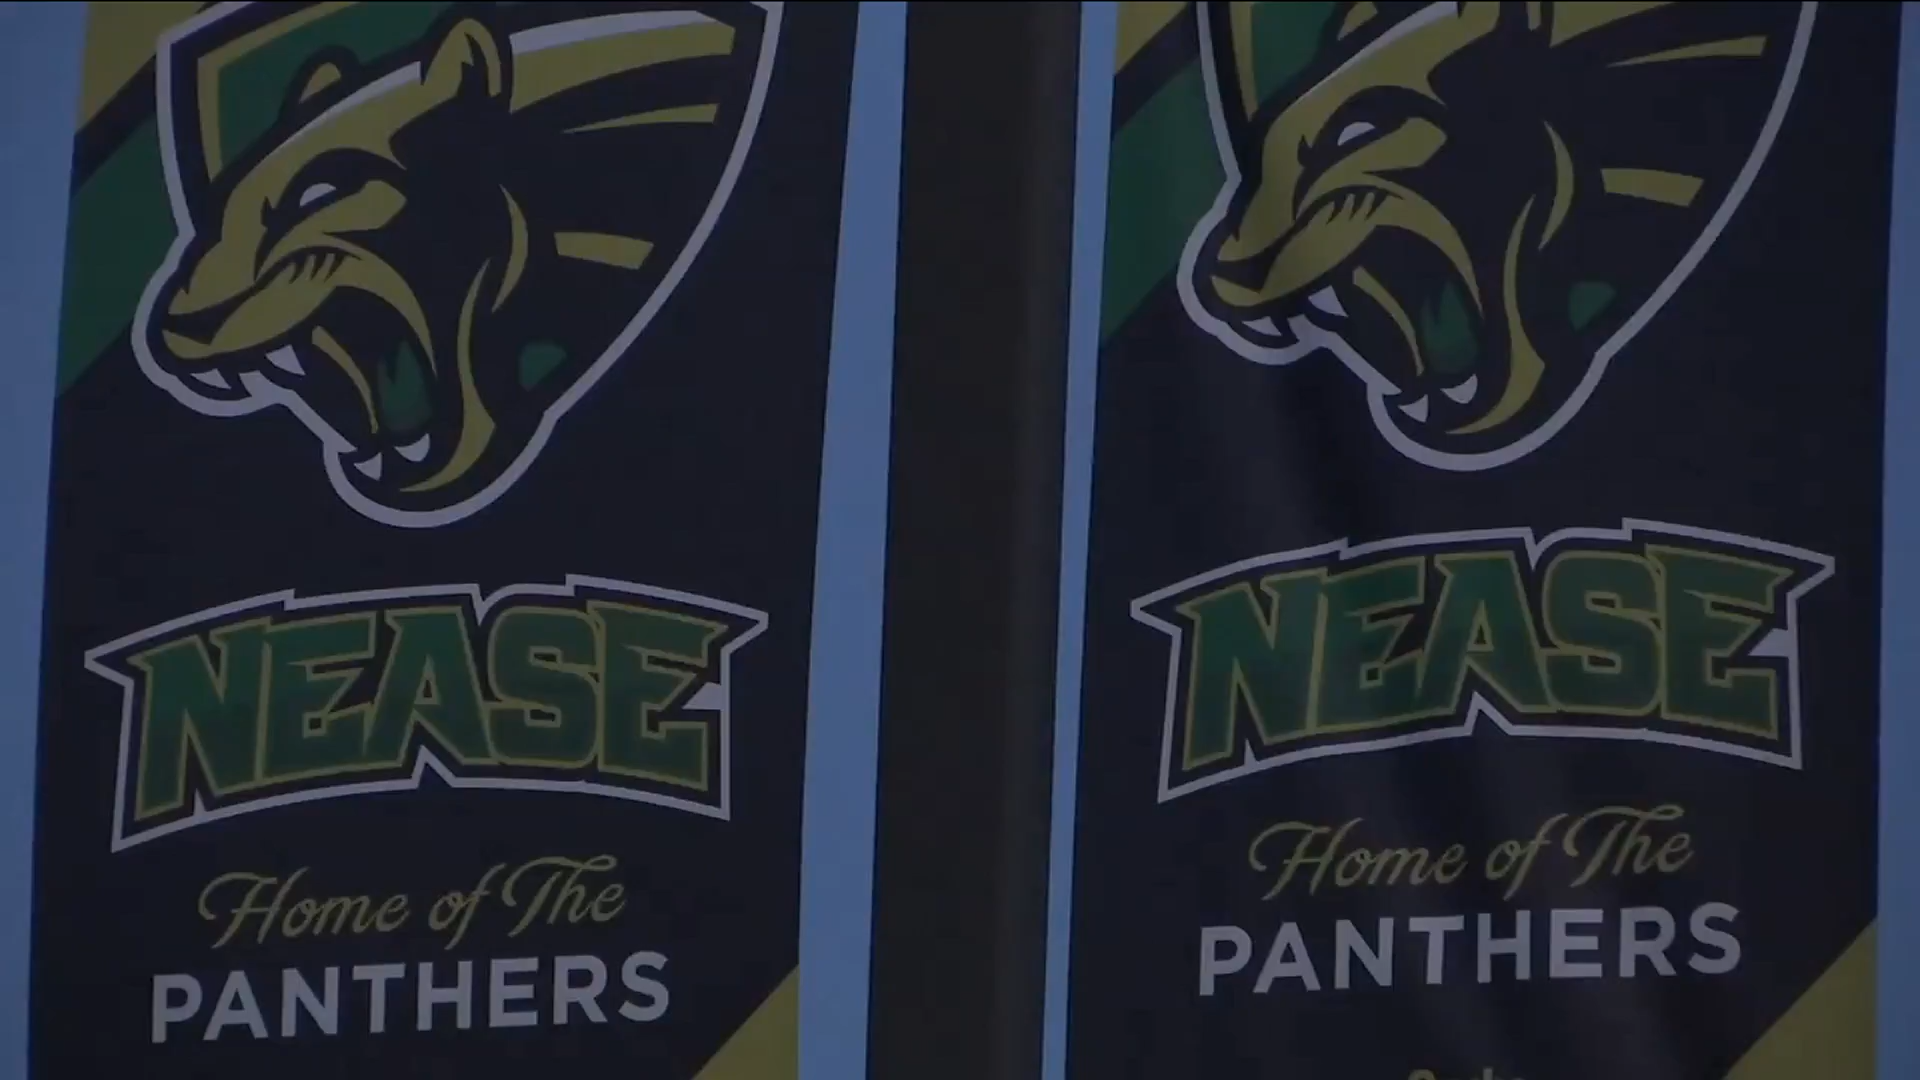 NEASE
Home of The
PANTHERS
NEASE
Home of The
PANTHERS